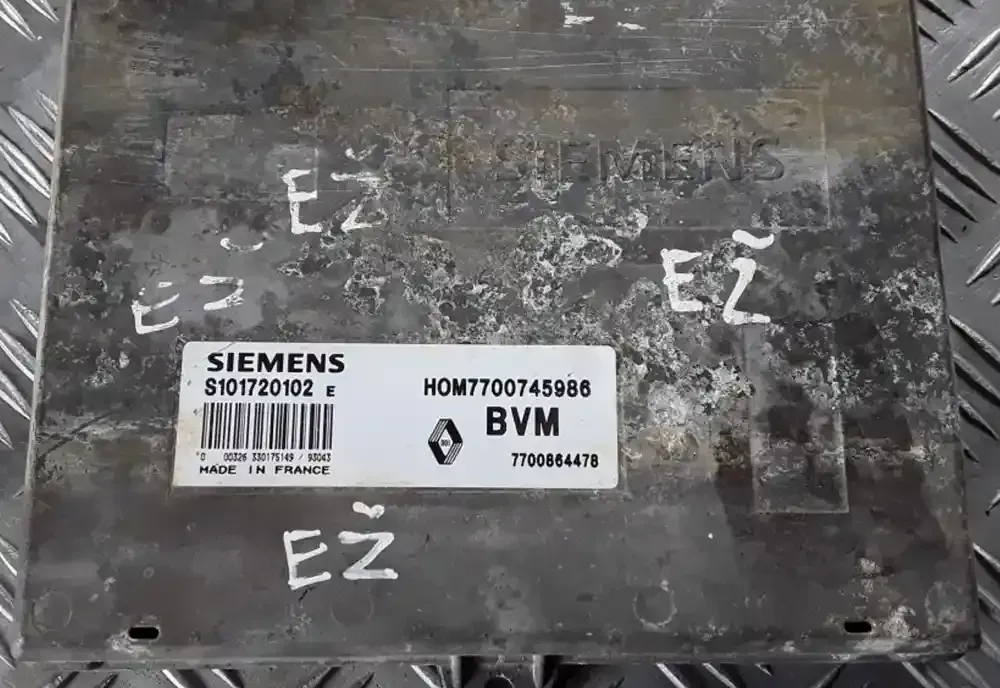 SIEMENS
EŽ
EŽ
EŽ
SIEMENS
S101720102 E
HOM7700745986
BVM
0 00326 330175149 / 93043
7700864478
MADE IN FRANCE
EŽ